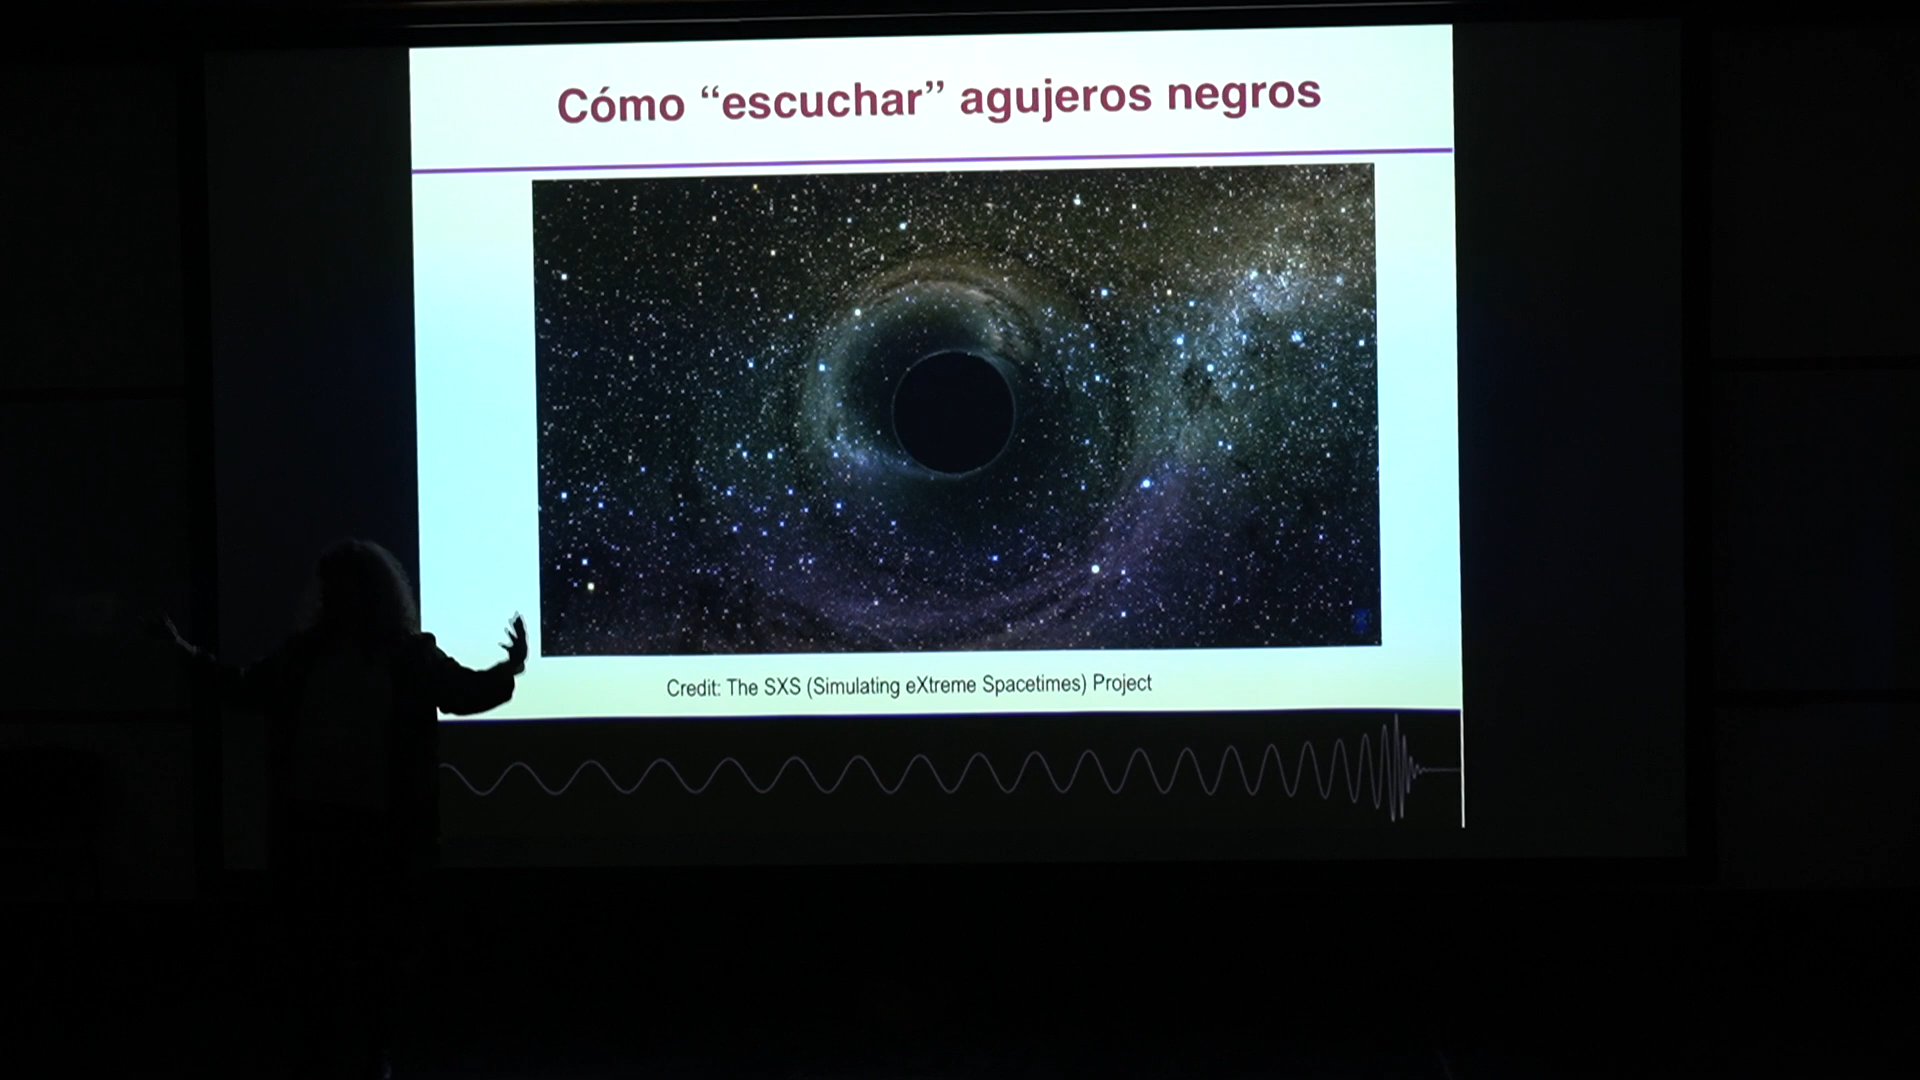 Cómo “escuchar” agujeros negros
Credit: The SXS (Simulating eXtreme Spacetimes) Project